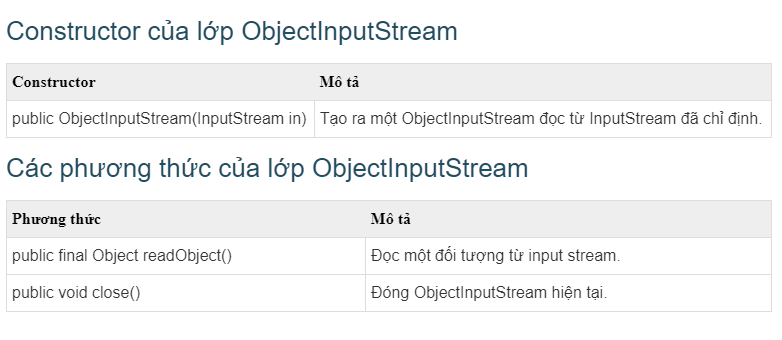 Constructor của lớp ObjectInputStream
Constructor Mô tả
public ObjectInputStream(InputStream in) Tạo ra một ObjectInputStream đọc từ InputStream đã chỉ định.
Các phương thức của lớp ObjectInputStream
Phương thức Mô tả
public final Object readObject() Đọc một đối tượng từ input stream.
public void close() Đóng ObjectInputStream hiện tại.